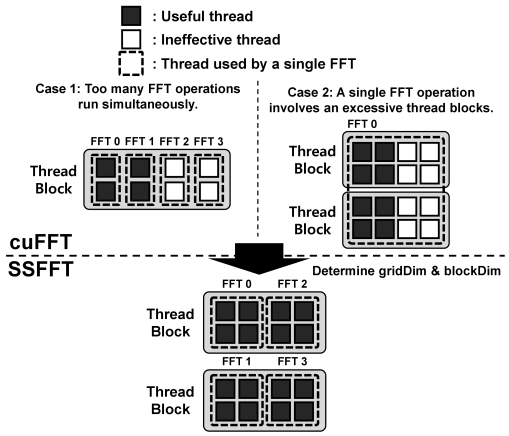 : Useful thread
: Ineffective thread
: Thread used by a single FFT
Case 1: Too many FFT operations
run simultaneously.
FFT 0 FFT 1 FFT 2 FFT 3
Thread
Block
Case 2: A single FFT operation
involves an excessive thread blocks.
FFT 0
Thread
Block
Thread
Block
cuFFT
SSFFT
Determine gridDim & blockDim
FFT 0 FFT 2
Thread
Block
FFT 1 FFT 3
Thread
Block